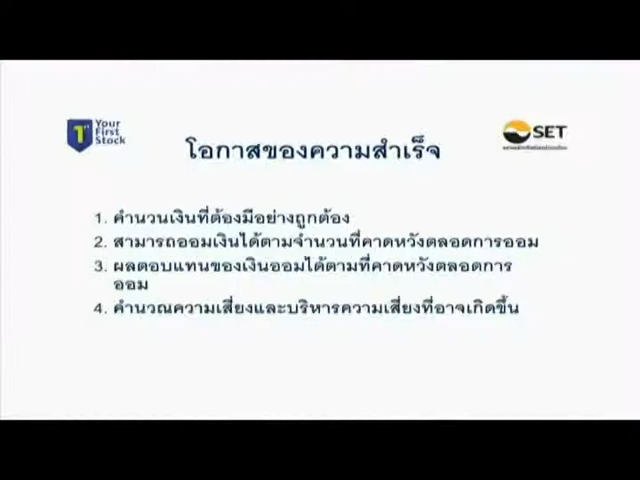 1st Your
First
Stock
SET
โอกาสของความสำเร็จ
1. คำนวนเงินที่ต้องมีอย่างถูกต้อง
2. สามารถออมเงินได้ตามจำนวนที่คาดหวังตลอดการออม
3. ผลตอบแทนของเงินออมได้ตามที่คาดหวังตลอดการ
ออม
4. คำนวณความเสี่ยงและบริหารความเสี่ยงที่อาจเกิดขึ้น